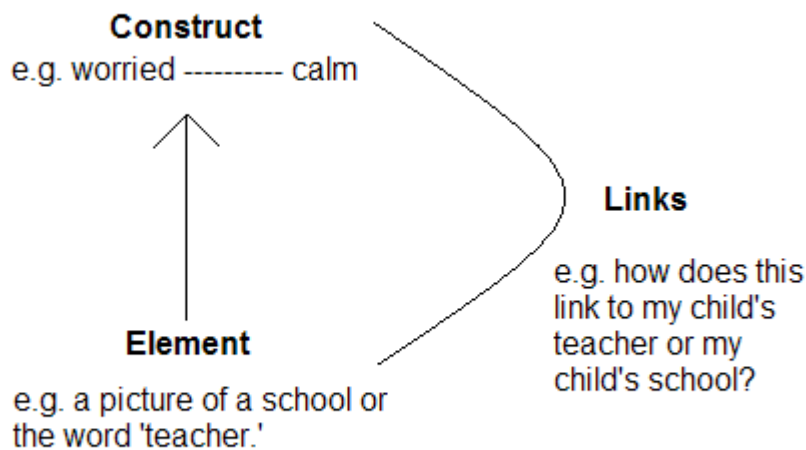 Construct
e.g. worried ---------- calm
Links
e.g. how does this
link to my child's
teacher or my
child's school?
Element
e.g. a picture of a school or
the word 'teacher.'